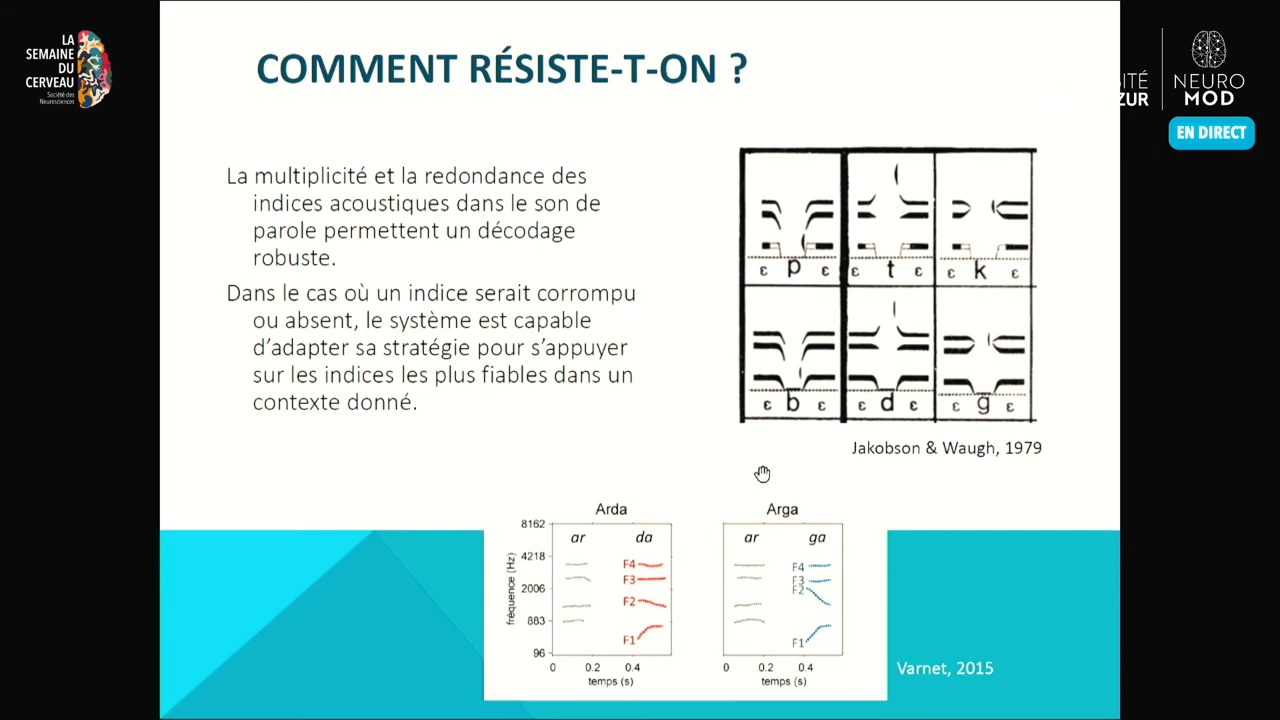 LA
SEMAINE
DU
CERVEAU
Société des
Neurosciences
COMMENT RÉSISTE-T-ON ?
ITÉ
ZUR
NEURO
MOD
EN DIRECT
La multiplicité et la redondance des
indices acoustiques dans le son de
parole permettent un décodage
robuste.
Dans le cas où un indice serait corrompu
ou absent, le système est capable
d’adapter sa stratégie pour s’appuyer
sur les indices les plus fiables dans un
contexte donné.
ε p ε ε t ε ε k ε
ε b ε ε d ε ε g ε
Jakobson & Waugh, 1979
Arda
ar da
F4
F3
F2
F1
fréquence (Hz)
8162
4218
2006
883
96
0 0.2 0.4
temps (s)
Arga
ar ga
F4
F3
F2
F1
0 0.2 0.4
temps (s)
Varnet, 2015